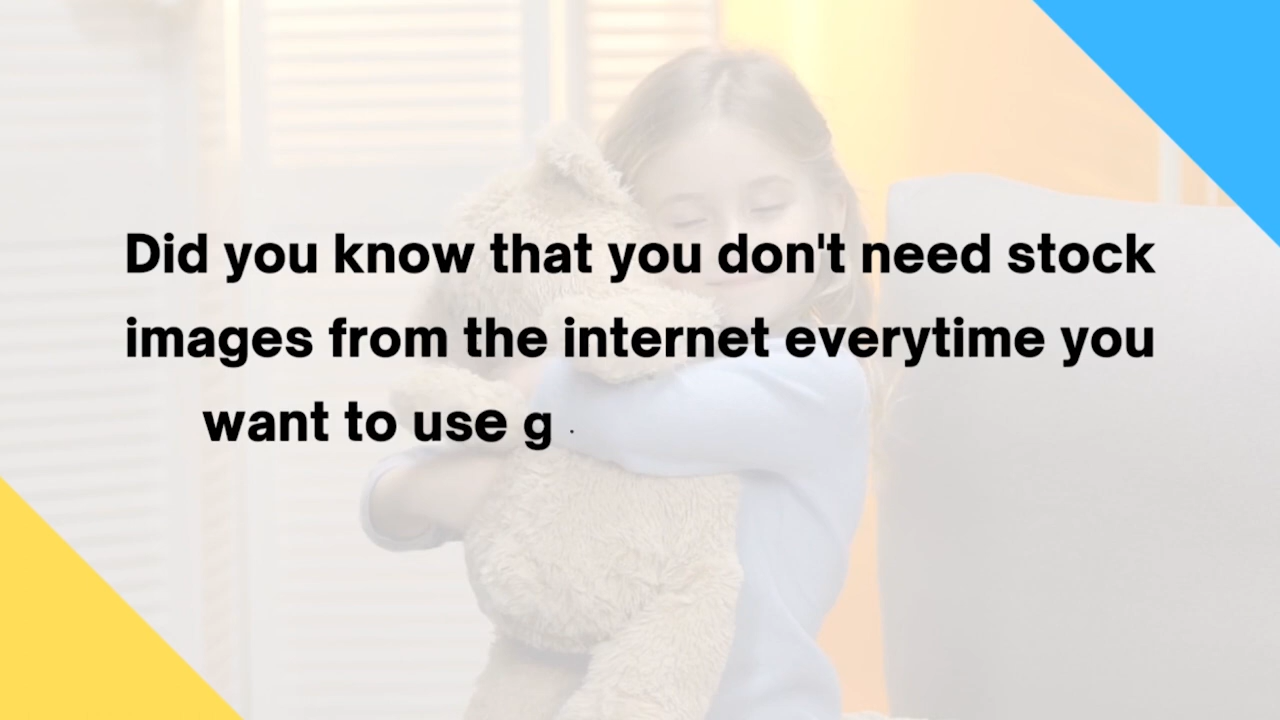 Did you know that you don't need stock
images from the internet everytime you
want to use g